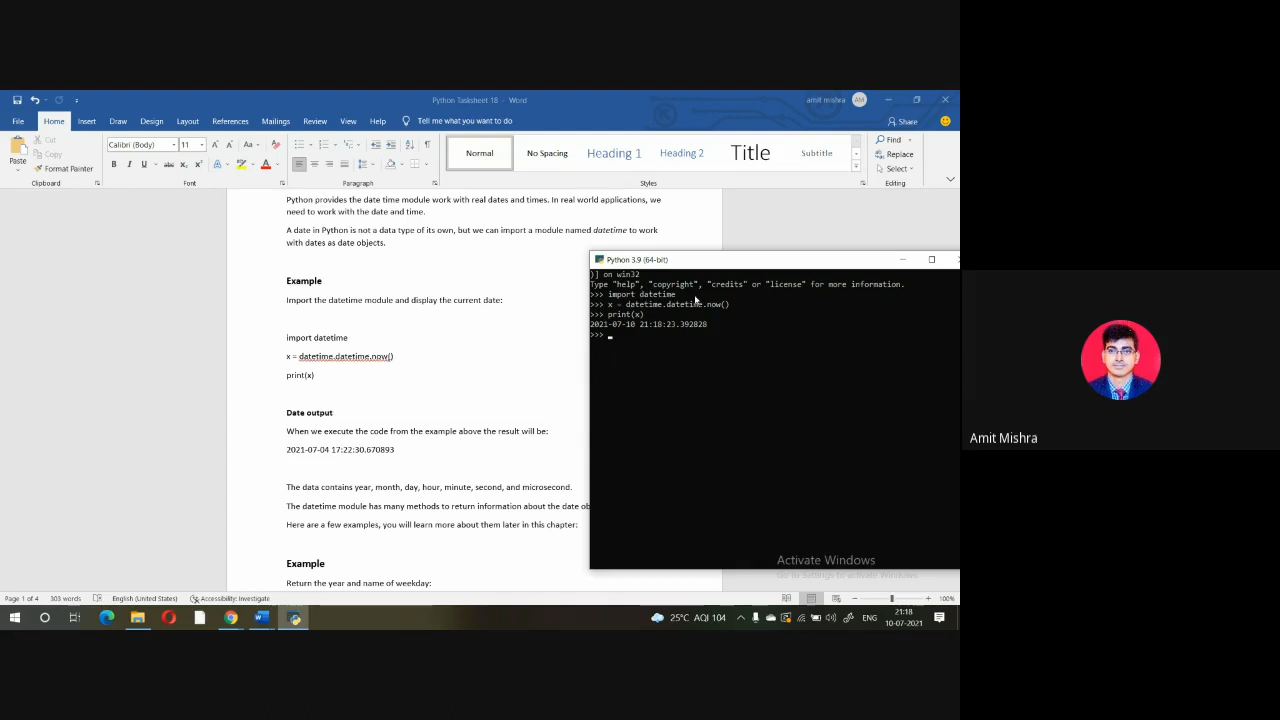 Python Tasksheet 18 - Word
amit mishra AM
File Home Insert Draw Design Layout References Mailings Review View Help Tell me what you want to do Share
Paste
Cut
Copy
Format Painter
Clipboard
Calibri (Body) 11
Font
Paragraph
Normal No Spacing Heading 1 Heading 2 Title Subtitle
Styles
Find
Replace
Select
Editing
Python provides the date time module work with real dates and times. In real world applications, we
need to work with the date and time.
A date in Python is not a data type of its own, but we can import a module named datetime to work
with dates as date objects.
Example
Import the datetime module and display the current date:
import datetime
x = datetime.datetime.now()
print(x)
Date output
When we execute the code from the example above the result will be:
2021-07-04 17:22:30.670893
The data contains year, month, day, hour, minute, second, and microsecond.
The datetime module has many methods to return information about the date ob
Here are a few examples, you will learn more about them later in this chapter:
Example
Return the year and name of weekday:
Python 3.9 (64-bit)
)] on win32
Type "help", "copyright", "credits" or "license" for more information.
>>> import datetime
>>> x = datetime.datetime.now()
>>> print(x)
2021-07-10 21:18:23.392828
>>>
Activate Windows
Go to Settings to activate Windows.
Page 1 of 4 303 words English (United States) Accessibility: Investigate 100%
25°C AQI 104 ENG
21:18
10-07-2021
Amit Mishra